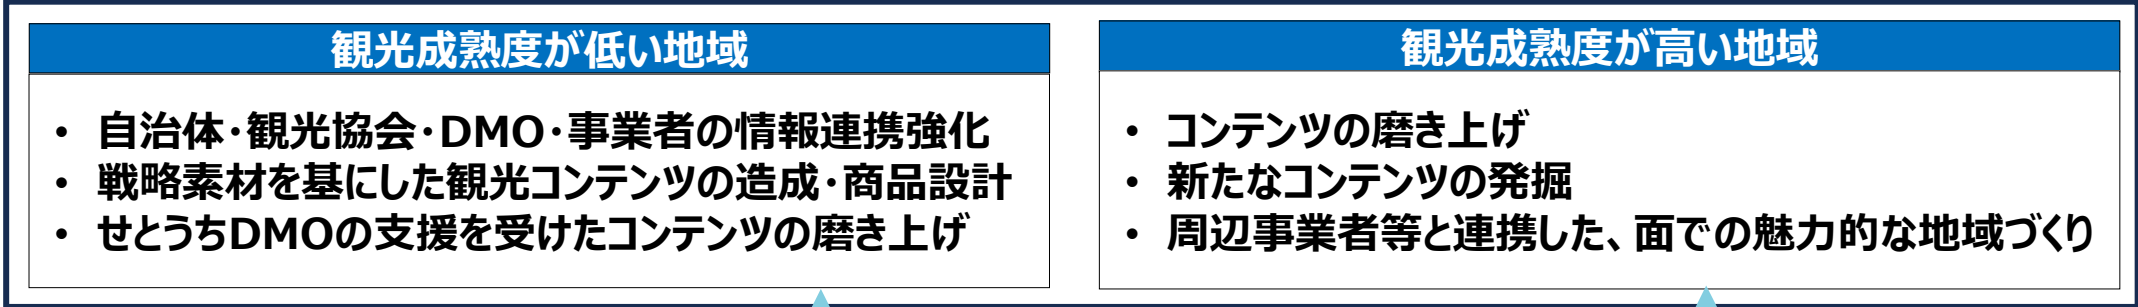 観光成熟度が低い地域
• 自治体･観光協会･DMO･事業者の情報連携強化
• 戦略素材を基にした観光コンテンツの造成･商品設計
• せとうちDMOの支援を受けたコンテンツの磨き上げ
観光成熟度が高い地域
• コンテンツの磨き上げ
• 新たなコンテンツの発掘
• 周辺事業者等と連携した、面での魅力的な地域づくり